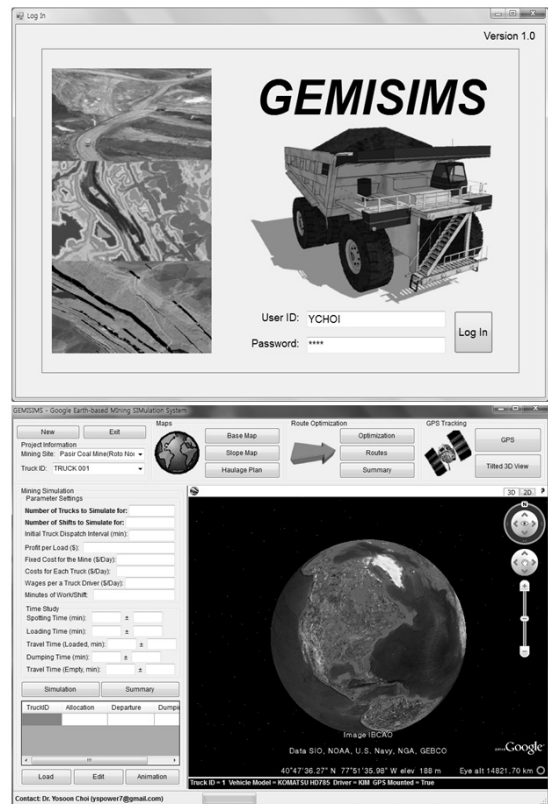 Log In
Version 1.0
GEMISIMS
User ID: YCHOI
Password: ****
Log In
GEMISIMS - Google Earth-based MIning SIMulation System
New Exit
Project Information
Mining Site: Pasir Coal Mine(Roto Nor
Truck ID: TRUCK 001
Maps
Base Map
Slope Map
Haulage Plan
Route Optimization
Optimization
Routes
Summary
GPS Tracking
GPS
Tilted 3D View
Mining Simulation
Parameter Settings
Number of Trucks to Simulate for:
Number of Shifts to Simulate for:
Initial Truck Dispatch Interval (min):
Profit per Load ($):
Fixed Cost for the Mine ($/Day):
Costs for Each Truck ($/Day):
Wages per a Truck Driver ($/Day):
Minutes of Work/Shift:
Time Study
Spotting Time (min): ±
Loading Time (min): ±
Travel Time (Loaded, min): ±
Dumping Time (min): ±
Travel Time (Empty, min): ±
Simulation Summary
TruckID Allocation Departure Dumpi
Load Edit Animation
3D 2D ?
N
Image IBCAO
Data SIO, NOAA, U.S. Navy, NGA, GEBCO
Google
40°47'36.27" N 77°51'35.98" W elev 188 m Eye alt 14821.70 km
Truck ID = 1 Vehicle Model = KOMATSU HD785 Driver = KIM GPS Mounted = True
Contact: Dr. Yosoon Choi (yspower7@gmail.com)